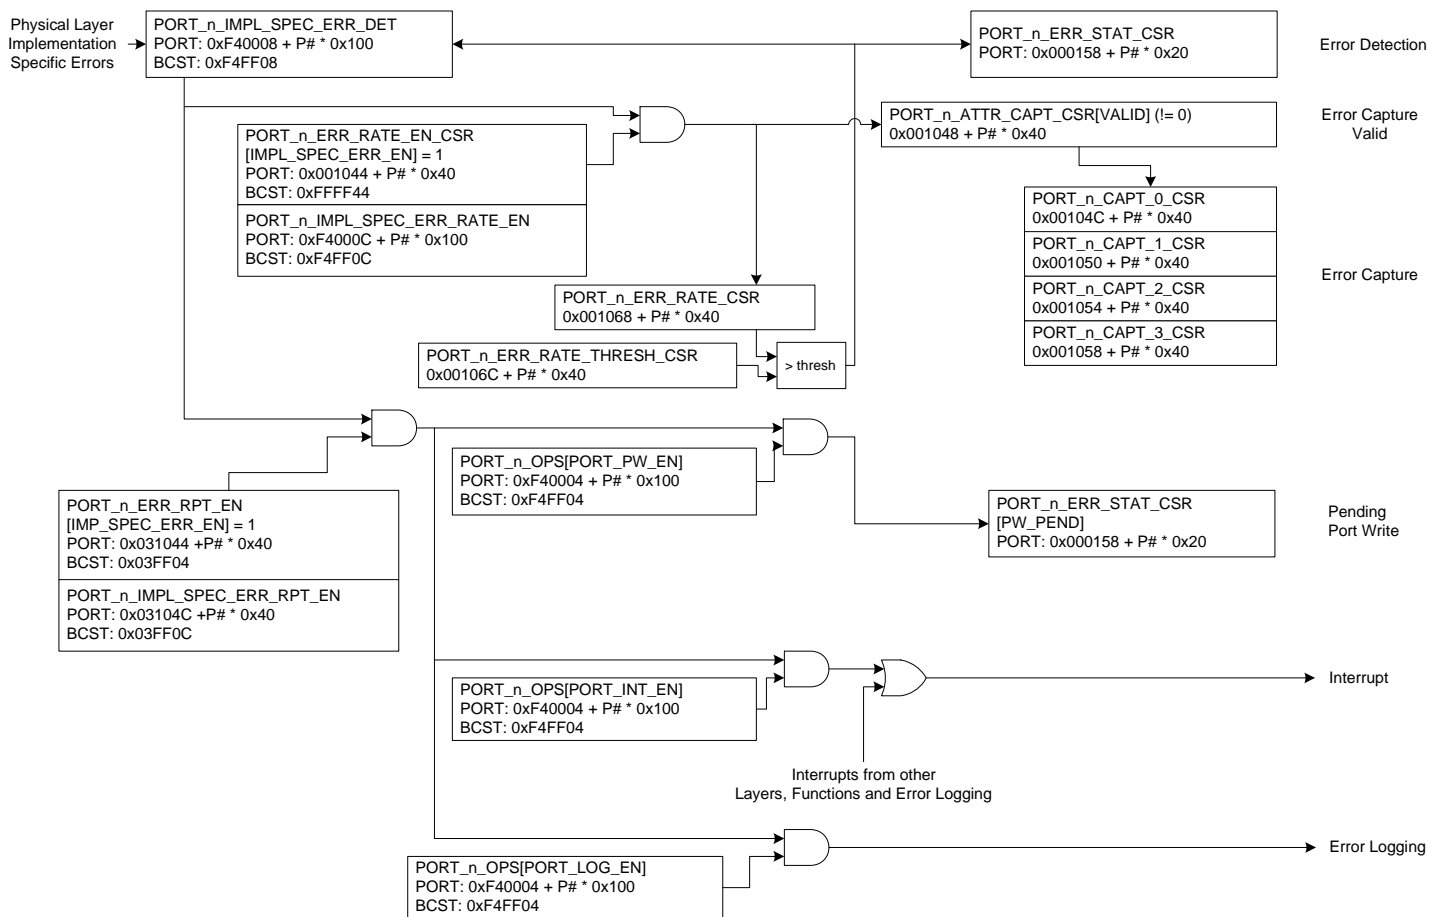 Physical Layer
Implementation
Specific Errors
PORT_n_IMPL_SPEC_ERR_DET
PORT: 0xF40008 + P# * 0x100
BCST: 0xF4FF08
PORT_n_ERR_STAT_CSR
PORT: 0x000158 + P# * 0x20
Error Detection
PORT_n_ERR_RATE_EN_CSR
[IMPL_SPEC_ERR_EN] = 1
PORT: 0x001044 + P# * 0x40
BCST: 0xFFFF44
PORT_n_IMPL_SPEC_ERR_RATE_EN
PORT: 0xF4000C + P# * 0x100
BCST: 0xF4FF0C
PORT_n_ATTR_CAPT_CSR[VALID] (!= 0)
0x001048 + P# * 0x40
Error Capture
Valid
PORT_n_CAPT_0_CSR
0x00104C + P# * 0x40
PORT_n_CAPT_1_CSR
0x001050 + P# * 0x40
PORT_n_CAPT_2_CSR
0x001054 + P# * 0x40
PORT_n_CAPT_3_CSR
0x001058 + P# * 0x40
Error Capture
PORT_n_ERR_RATE_CSR
0x001068 + P# * 0x40
PORT_n_ERR_RATE_THRESH_CSR
0x00106C + P# * 0x40
> thresh
PORT_n_ERR_RPT_EN
[IMP_SPEC_ERR_EN] = 1
PORT: 0x031044 +P# * 0x40
BCST: 0x03FF04
PORT_n_IMPL_SPEC_ERR_RPT_EN
PORT: 0x03104C +P# * 0x40
BCST: 0x03FF0C
PORT_n_OPS[PORT_PW_EN]
PORT: 0xF40004 + P# * 0x100
BCST: 0xF4FF04
PORT_n_ERR_STAT_CSR
[PW_PEND]
PORT: 0x000158 + P# * 0x20
Pending
Port Write
PORT_n_OPS[PORT_INT_EN]
PORT: 0xF40004 + P# * 0x100
BCST: 0xF4FF04
Interrupt
Interrupts from other
Layers, Functions and Error Logging
PORT_n_OPS[PORT_LOG_EN]
PORT: 0xF40004 + P# * 0x100
BCST: 0xF4FF04
Error Logging